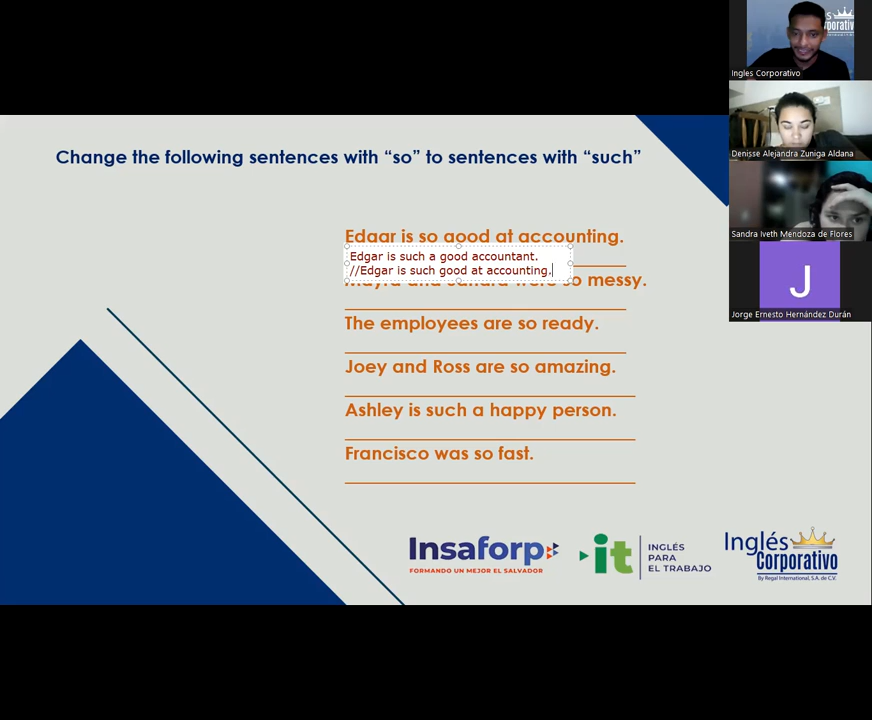 Change the following sentences with “so” to sentences with “such”
Edgar is so good at accounting.
Edgar is such a good accountant.
//Edgar is such good at accounting.
Mayra and Sandra were so messy.
The employees are so ready.
Joey and Ross are so amazing.
Ashley is such a happy person.
Francisco was so fast.
Insaforp
FORMANDO UN MEJOR EL SALVADOR
it
INGLÉS
PARA
EL TRABAJO
Inglés
Corporativo
By Regal International, S.A. de C.V.
Ingles Corporativo
Denisse Alejandra Zuniga Aldana
Sandra Iveth Mendoza de Flores
J
Jorge Ernesto Hernández Durán